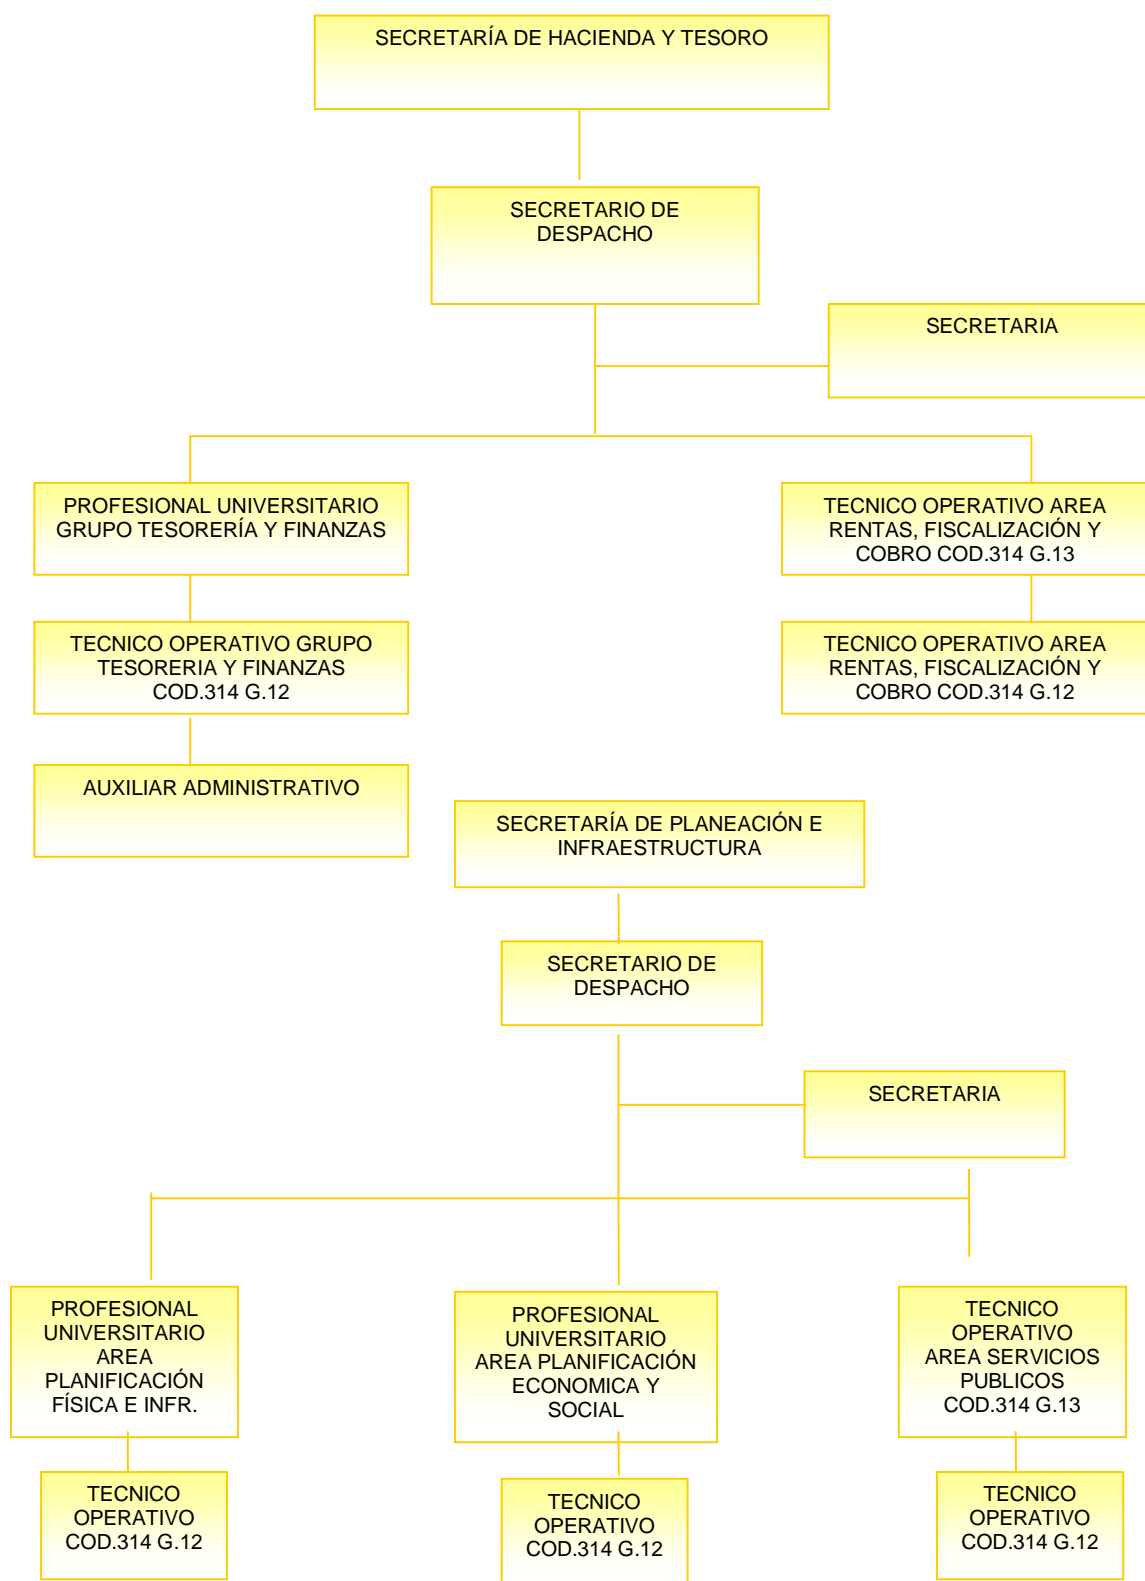 SECRETARÍA DE HACIENDA Y TESORO
SECRETARIO DE
DESPACHO
SECRETARIA
PROFESIONAL UNIVERSITARIO
GRUPO TESORERÍA Y FINANZAS
TECNICO OPERATIVO AREA
RENTAS, FISCALIZACIÓN Y
COBRO COD.314 G.13
TECNICO OPERATIVO GRUPO
TESORERIA Y FINANZAS
COD.314 G.12
TECNICO OPERATIVO AREA
RENTAS, FISCALIZACIÓN Y
COBRO COD.314 G.12
AUXILIAR ADMINISTRATIVO
SECRETARÍA DE PLANEACIÓN E
INFRAESTRUCTURA
SECRETARIO DE
DESPACHO
SECRETARIA
PROFESIONAL
UNIVERSITARIO
AREA
PLANIFICACIÓN
FÍSICA E INFR.
PROFESIONAL
UNIVERSITARIO
AREA PLANIFICACIÓN
ECONOMICA Y
SOCIAL
TECNICO
OPERATIVO
AREA SERVICIOS
PUBLICOS
COD.314 G.13
TECNICO
OPERATIVO
COD.314 G.12
TECNICO
OPERATIVO
COD.314 G.12
TECNICO
OPERATIVO
COD.314 G.12